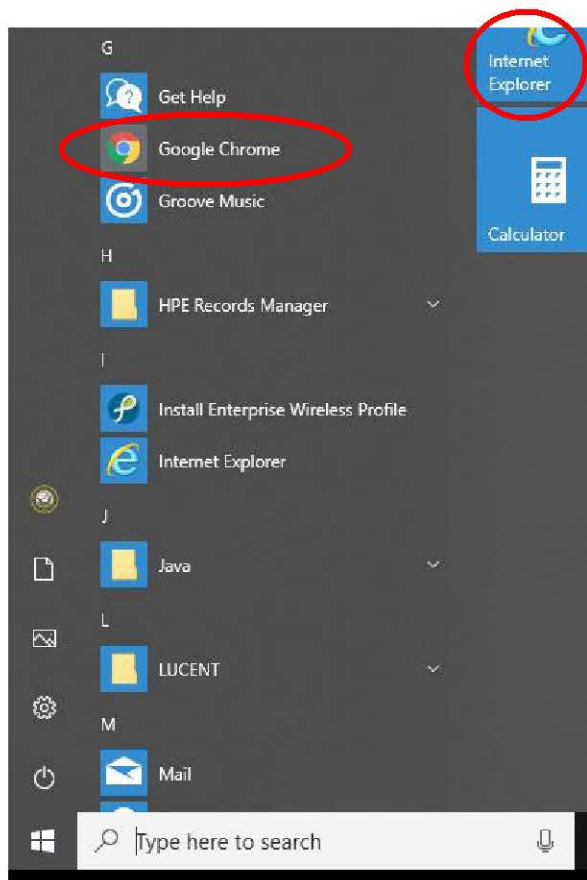 G
Get Help
Google Chrome
Groove Music
H
HPE Records Manager
I
Install Enterprise Wireless Profile
Internet Explorer
J
Java
L
LUCENT
M
Mail
Type here to search
Internet
Explorer
Calculator